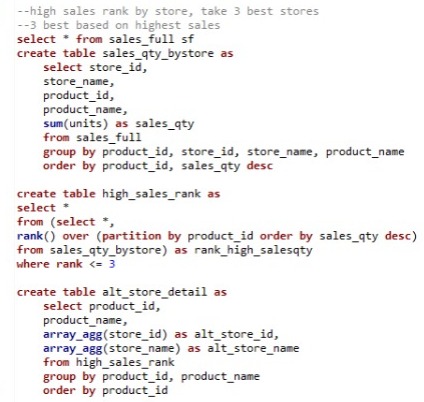 --high sales rank by store, take 3 best stores
--3 best based on highest sales
select * from sales_full sf
create table sales_qty_bystore as
    select store_id,
    store_name,
    product_id,
    product_name,
    sum(units) as sales_qty
    from sales_full
    group by product_id, store_id, store_name, product_name
    order by product_id, sales_qty desc

create table high_sales_rank as
select *
from (select *,
rank() over (partition by product_id order by sales_qty desc)
from sales_qty_bystore) as rank_high_salesqty
where rank <= 3

create table alt_store_detail as
    select product_id,
    product_name,
    array_agg(store_id) as alt_store_id,
    array_agg(store_name) as alt_store_name
    from high_sales_rank
    group by product_id, product_name
    order by product_id